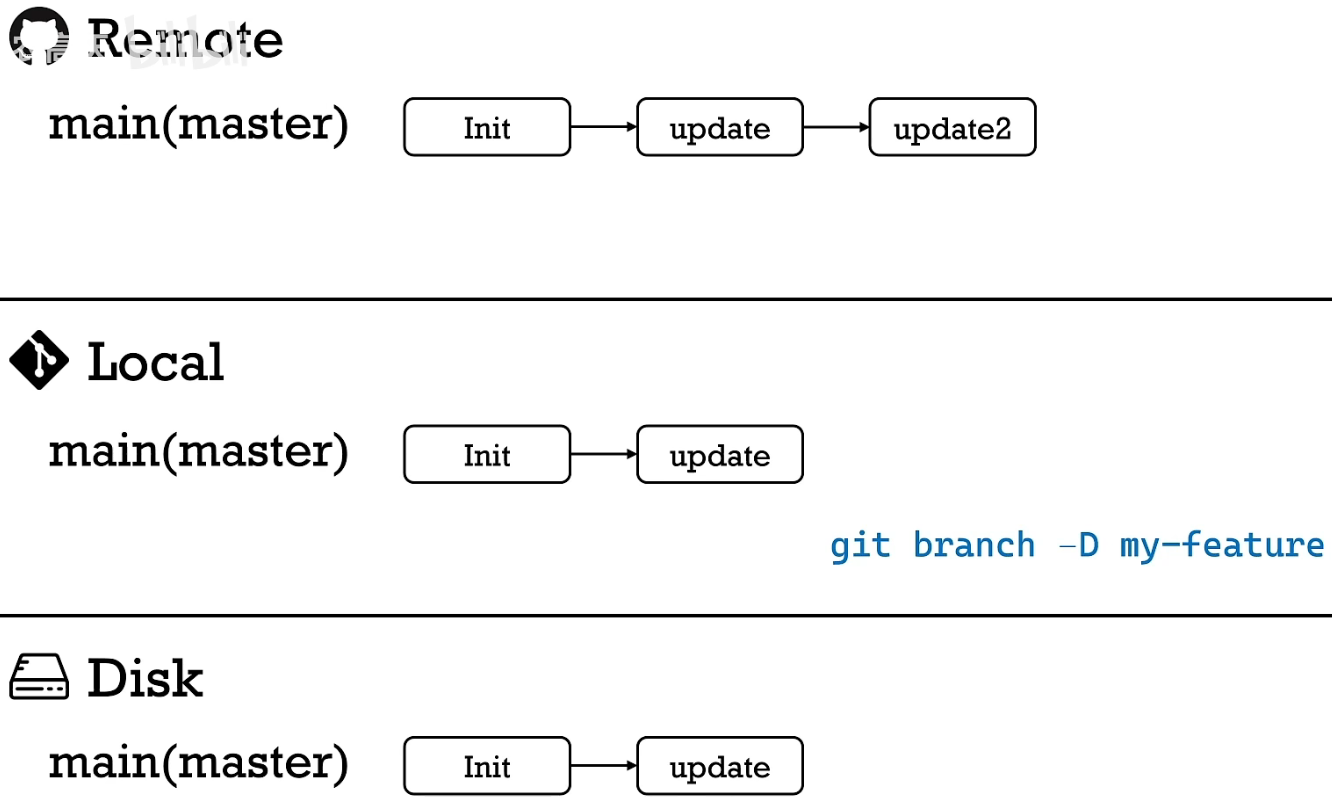 Remote
main(master)
Init
update
update2
Local
main(master)
Init
update
git branch -D my-feature
Disk
main(master)
Init
update